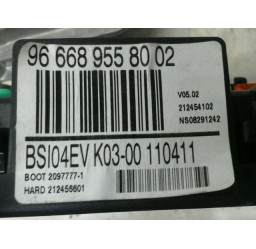 96 668 955 80 02
V05.02
212454102
NS08291242
BSI04EV K03-00 110411
BOOT 2097777-1
HARD 212456601